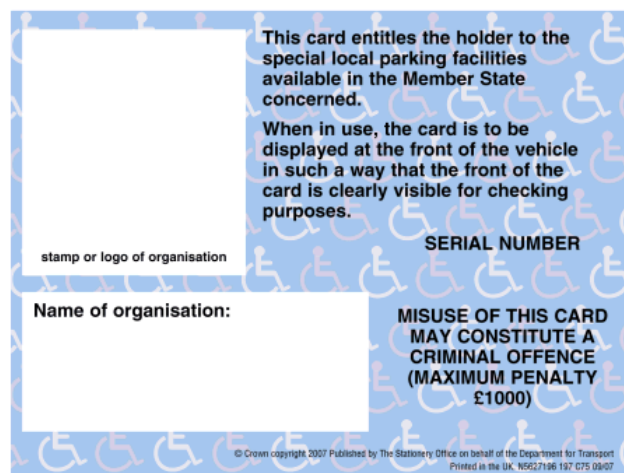 This card entitles the holder to the
special local parking facilities
available in the Member State
concerned.
When in use, the card is to be
displayed at the front of the vehicle
in such a way that the front of the
card is clearly visible for checking
purposes.
stamp or logo of organisation
SERIAL NUMBER
Name of organisation:
MISUSE OF THIS CARD
MAY CONSTITUTE A
CRIMINAL OFFENCE
(MAXIMUM PENALTY
£1000)
© Crown copyright 2007 Published by The Stationery Office on behalf of the Department for Transport
Printed in the UK. N5627196 197 C75 09/07